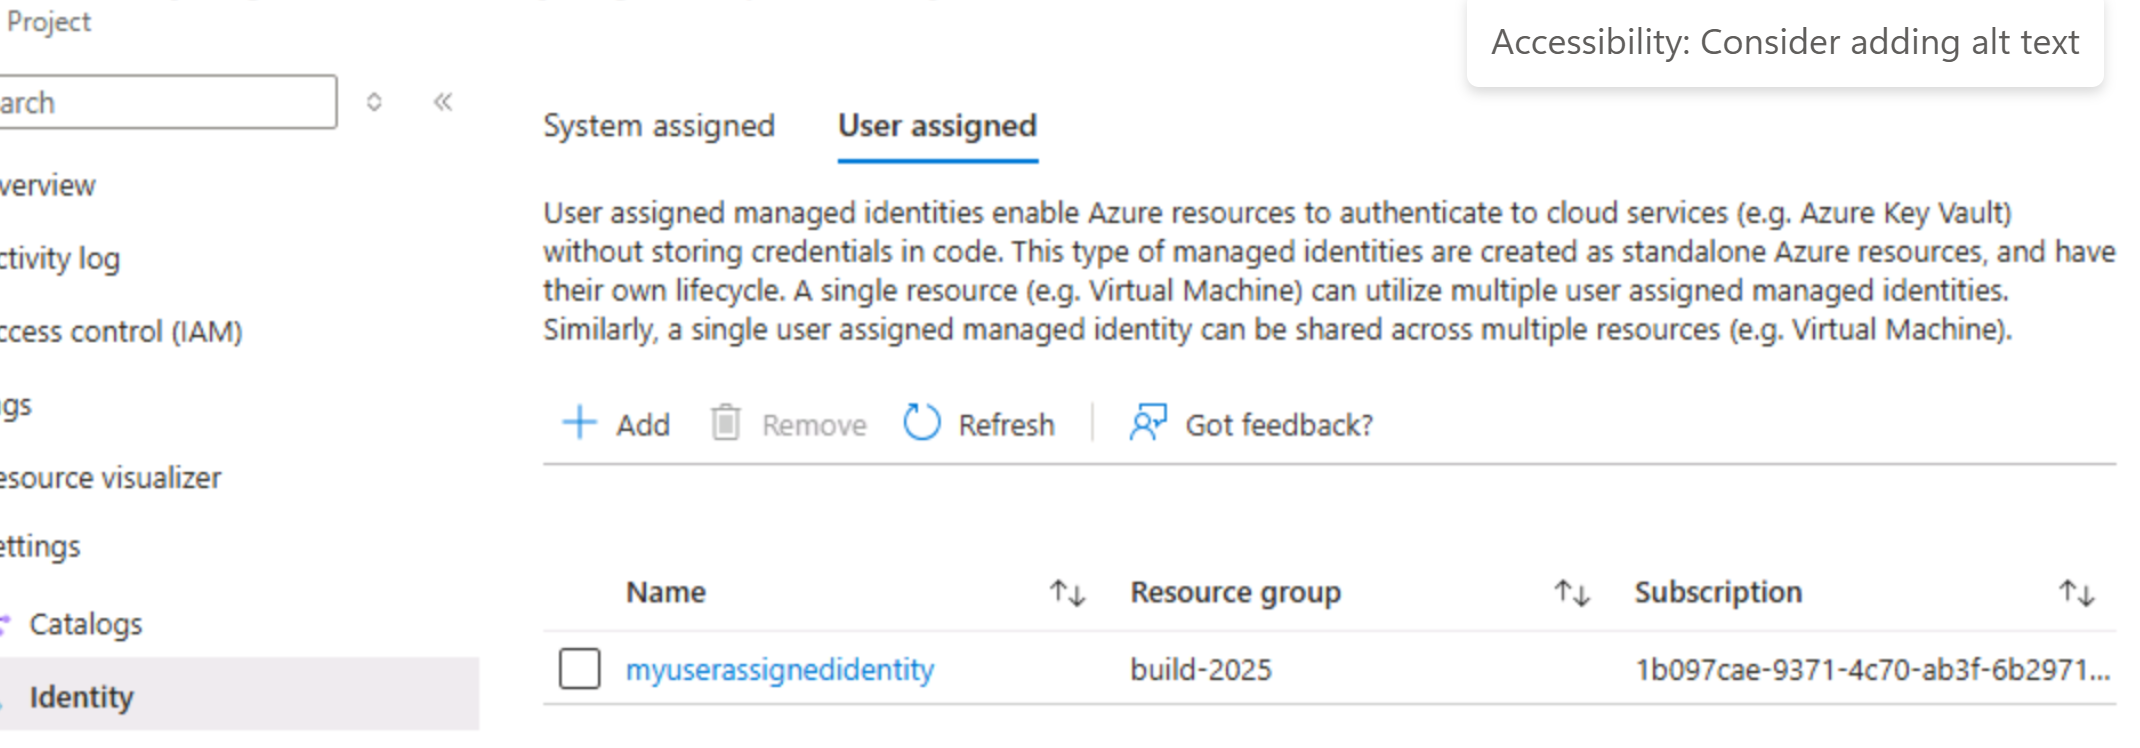 Project
Accessibility: Consider adding alt text
arch
verview
ctivity log
ccess control (IAM)
gs
esource visualizer
ettings
Catalogs
Identity
System assigned
User assigned
User assigned managed identities enable Azure resources to authenticate to cloud services (e.g. Azure Key Vault)
without storing credentials in code. This type of managed identities are created as standalone Azure resources, and have
their own lifecycle. A single resource (e.g. Virtual Machine) can utilize multiple user assigned managed identities.
Similarly, a single user assigned managed identity can be shared across multiple resources (e.g. Virtual Machine).
Add
Remove
Refresh
Got feedback?
Name
Resource group
Subscription
myuserassignedidentity
build-2025
1b097cae-9371-4c70-ab3f-6b2971...